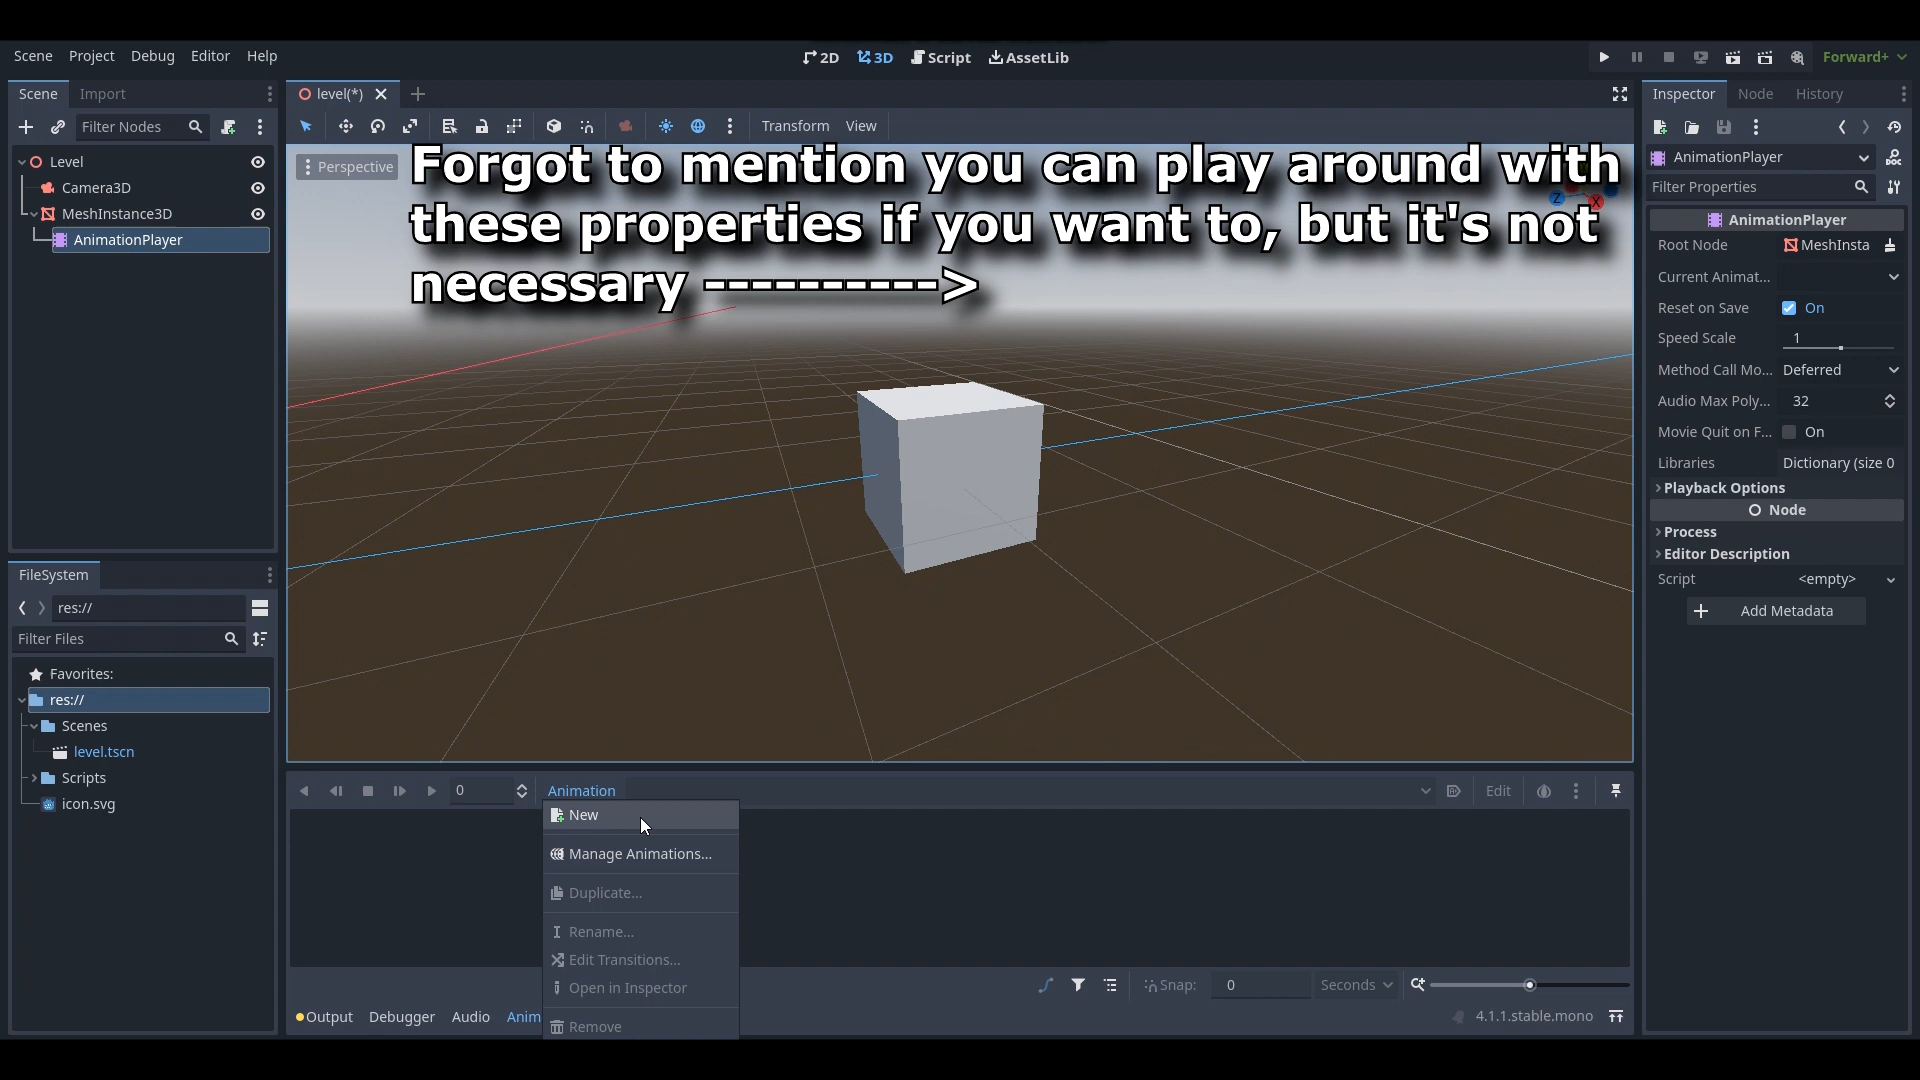 Scene Project Debug Editor Help
2D 3D Script AssetLib
Forward+
Scene Import
Filter Nodes
Level
Camera3D
MeshInstance3D
AnimationPlayer
FileSystem
res://
Filter Files
Favorites:
res://
Scenes
level.tscn
Scripts
icon.svg
level(*)
Transform View
Perspective
Forgot to mention you can play around with
these properties if you want to, but it's not
necessary ---------->
Z X
0 Animation Edit
New
Manage Animations...
Duplicate...
Rename...
Edit Transitions...
Open in Inspector
Remove
Snap: 0 Seconds
Output Debugger Audio Anim
4.1.1.stable.mono
Inspector Node History
AnimationPlayer
Filter Properties
AnimationPlayer
Root Node MeshInsta
Current Animat...
Reset on Save On
Speed Scale 1
Method Call Mo... Deferred
Audio Max Poly... 32
Movie Quit on F... On
Libraries Dictionary (size 0
Playback Options
Node
Process
Editor Description
Script <empty>
Add Metadata